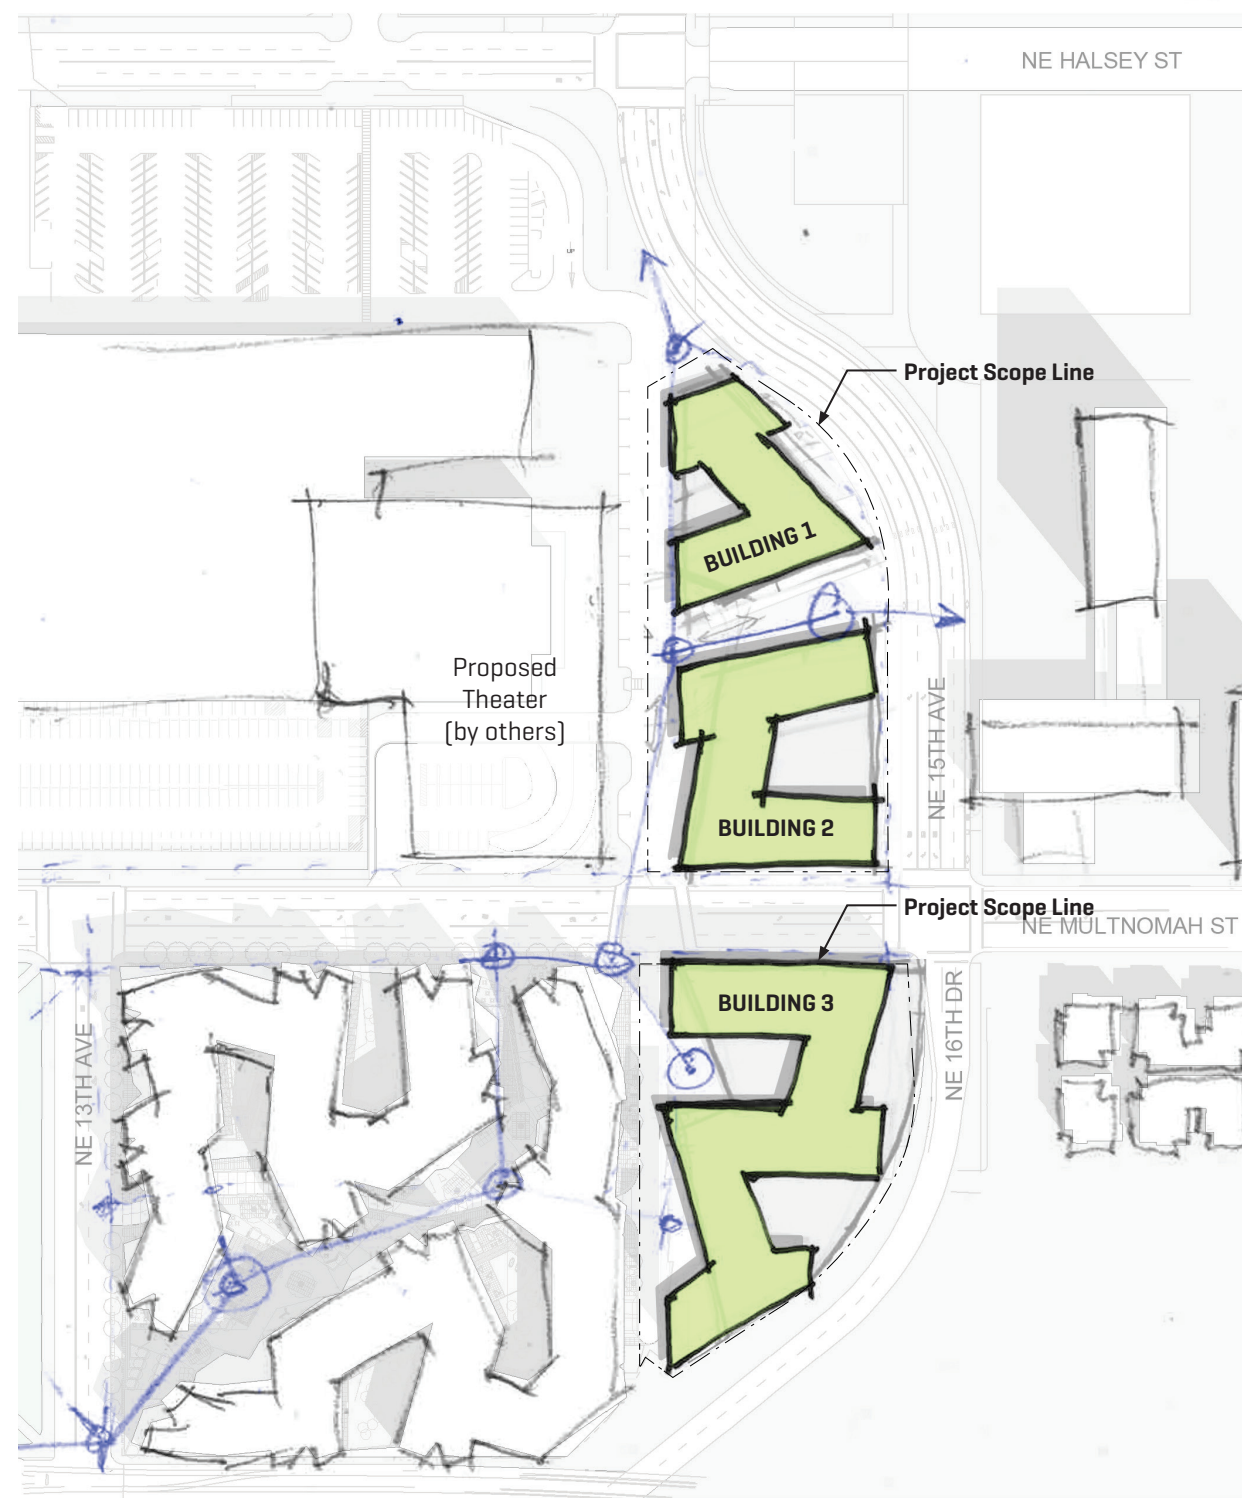 NE HALSEY ST
UP
Project Scope Line
BUILDING 1
Proposed
Theater
(by others)
NE 15TH AVE
BUILDING 2
Project Scope Line
NE MULTNOMAH ST
BUILDING 3
NE 13TH AVE
NE 16TH DR